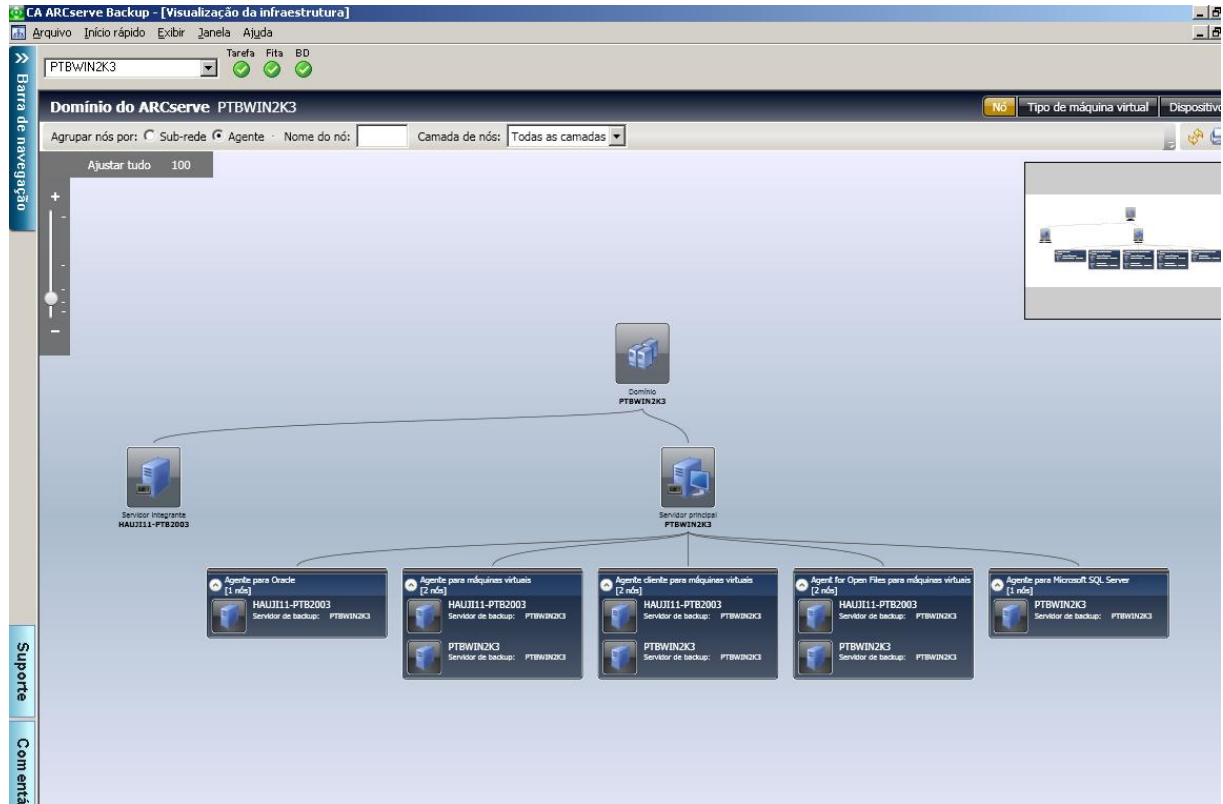 CA ARCserve Backup - [Visualização da infraestrutura]
Arquivo Início rápido Exibir Janela Ajuda
PTBWIN2K3
Tarefa Fita BD
Domínio do ARCserve PTBWIN2K3
Nó Tipo de máquina virtual Dispositivo
Agrupar nós por: Sub-rede Agente · Nome do nó: Camada de nós: Todas as camadas
Ajustar tudo 100
Barra de navegação
Domínio
PTBWIN2K3
Servidor integrante
HAUJI11-PTB2003
Servidor principal
PTBWIN2K3
Agente para Oracle
[1 nós]
HAUJI11-PTB2003
Servidor de backup: PTBWIN2K3
Agente para máquinas virtuais
[2 nós]
HAUJI11-PTB2003
Servidor de backup: PTBWIN2K3
PTBWIN2K3
Servidor de backup: PTBWIN2K3
Agente cliente para máquinas virtuais
[2 nós]
HAUJI11-PTB2003
Servidor de backup: PTBWIN2K3
PTBWIN2K3
Servidor de backup: PTBWIN2K3
Agent for Open Files para máquinas virtuais
[2 nós]
HAUJI11-PTB2003
Servidor de backup: PTBWIN2K3
PTBWIN2K3
Servidor de backup: PTBWIN2K3
Agente para Microsoft SQL Server
[1 nós]
PTBWIN2K3
Servidor de backup: PTBWIN2K3
Suporte
Comentá